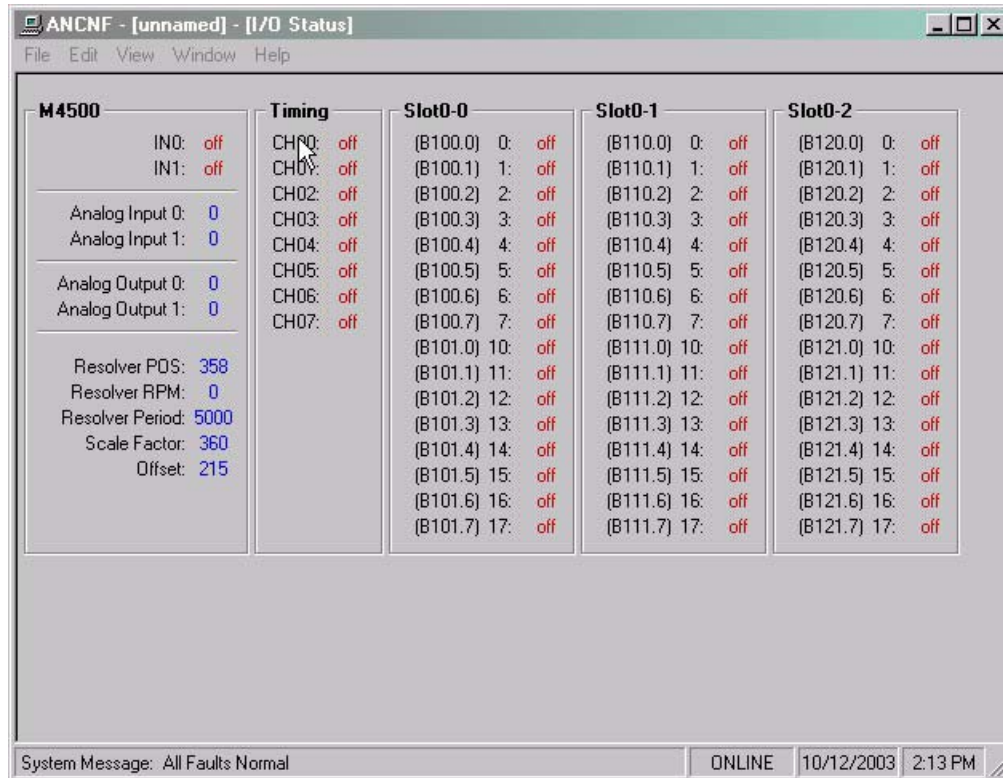 ANCNF - [unnamed] - [I/O Status]
File Edit View Window Help
M4500
IN0: off
IN1: off
Analog Input 0: 0
Analog Input 1: 0
Analog Output 0: 0
Analog Output 1: 0
Resolver POS: 358
Resolver RPM: 0
Resolver Period: 5000
Scale Factor: 360
Offset: 215
Timing
CH00: off
CH01: off
CH02: off
CH03: off
CH04: off
CH05: off
CH06: off
CH07: off
Slot0-0
(B100.0) 0: off
(B100.1) 1: off
(B100.2) 2: off
(B100.3) 3: off
(B100.4) 4: off
(B100.5) 5: off
(B100.6) 6: off
(B100.7) 7: off
(B101.0) 10: off
(B101.1) 11: off
(B101.2) 12: off
(B101.3) 13: off
(B101.4) 14: off
(B101.5) 15: off
(B101.6) 16: off
(B101.7) 17: off
Slot0-1
(B110.0) 0: off
(B110.1) 1: off
(B110.2) 2: off
(B110.3) 3: off
(B110.4) 4: off
(B110.5) 5: off
(B110.6) 6: off
(B110.7) 7: off
(B111.0) 10: off
(B111.1) 11: off
(B111.2) 12: off
(B111.3) 13: off
(B111.4) 14: off
(B111.5) 15: off
(B111.6) 16: off
(B111.7) 17: off
Slot0-2
(B120.0) 0: off
(B120.1) 1: off
(B120.2) 2: off
(B120.3) 3: off
(B120.4) 4: off
(B120.5) 5: off
(B120.6) 6: off
(B120.7) 7: off
(B121.0) 10: off
(B121.1) 11: off
(B121.2) 12: off
(B121.3) 13: off
(B121.4) 14: off
(B121.5) 15: off
(B121.6) 16: off
(B121.7) 17: off
System Message: All Faults Normal
ONLINE
10/12/2003
2:13 PM